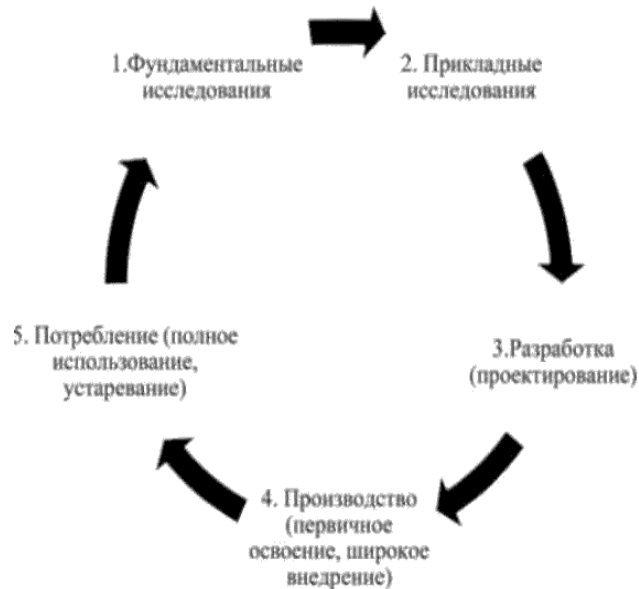 1.Фундаментальные
исследования
2. Прикладные
исследования
3.Разработка
(проектирование)
4. Производство
(первичное
освоение, широкое
внедрение)
5. Потребление (полное
использование,
устаревание)